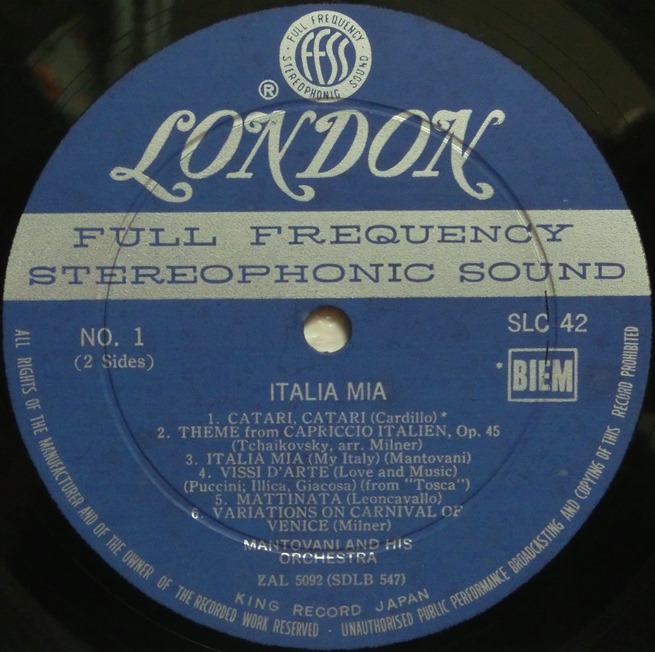 FULL FREQUENCY
FFSS
STEREOPHONIC SOUND
®
LONDON
FULL FREQUENCY
STEREOPHONIC SOUND
NO. 1
(2 Sides)
SLC 42
* BIEM
ITALIA MIA
1. CATARI, CATARI (Cardillo)*
2. THEME from CAPRICCIO ITALIEN, Op. 45
(Tchaikovsky, arr. Milner)
3. ITALIA MIA (My Italy) (Mantovani)
4. VISSI D'ARTE (Love and Music)
(Puccini; Illica, Giacosa) (from "Tosca")
5. MATTINATA (Leoncavallo)
6. VARIATIONS ON CARNIVAL OF
VENICE (Milner)
MANTOVANI AND HIS
ORCHESTRA
ZAL 5092 (SDLB 547)
KING RECORD JAPAN
ALL RIGHTS OF THE MANUFACTURER AND OF THE OWNER OF THE RECORDED WORK RESERVED · UNAUTHORISED PUBLIC PERFORMANCE BROADCASTING AND COPYING OF THIS RECORD PROHIBITED